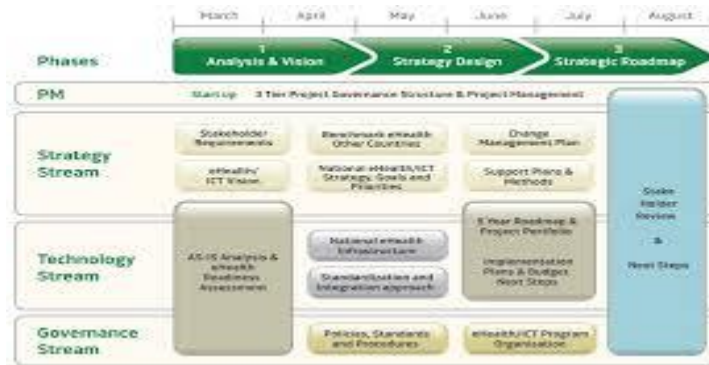 March April May June July August
Phases
1
Analysis & Vision
2
Strategy Design
3
Strategic Roadmap
PM
Start up 3 Tier Project Governance Structure & Project Management
Strategy
Stream
Stakeholder
Requirements
Benchmark eHealth
Other Countries
Change
Management Plan
eHealth/
ICT Vision
National eHealth/ICT
Strategy, Goals and
Priorities
Support Plans &
Methods
Technology
Stream
AS-IS Analysis &
eHealth
Readiness
Assessment
National eHealth
Infrastructure
Standardization and
Integration approach
5 Year Roadmap &
Project Portfolio
Implementation
Plans & Budget
Next Steps
Stake
Holder
Review
&
Next Steps
Governance
Stream
Policies, Standards
and Procedures
eHealth/ICT Program
Organisation